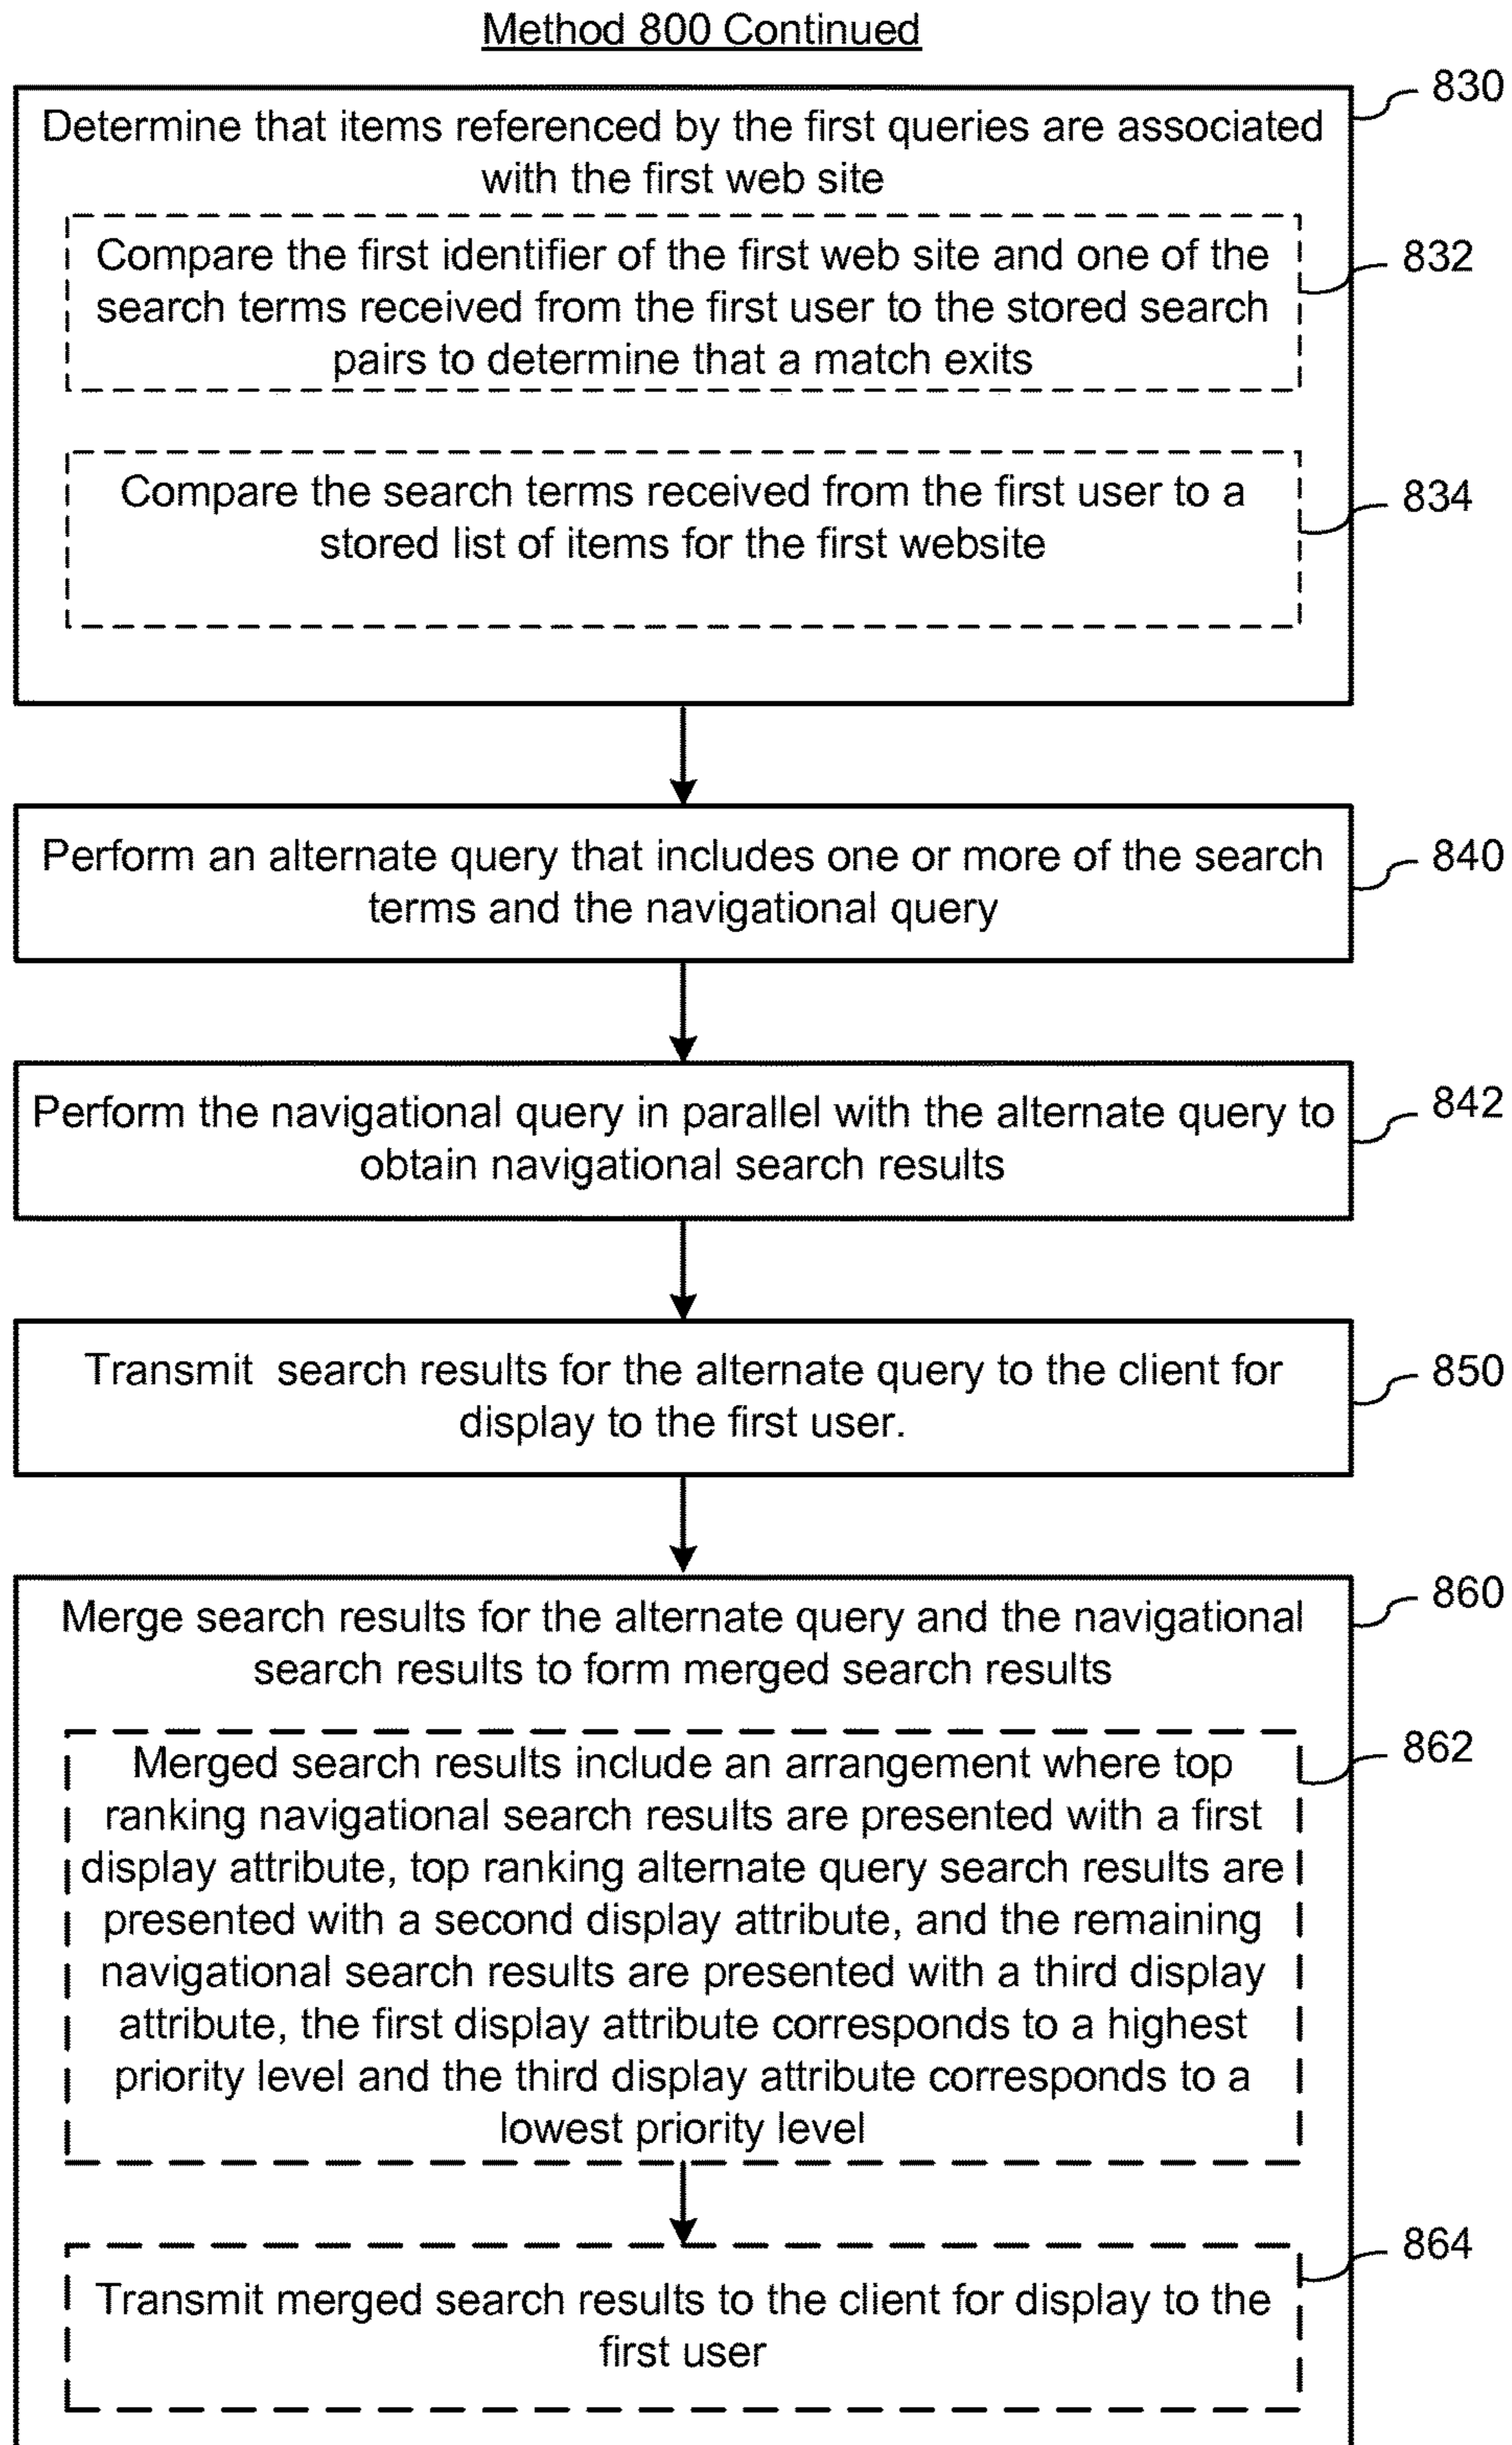 Method 800 Continued
830
Determine that items referenced by the first queries are associated
with the first web site
832
Compare the first identifier of the first web site and one of the
search terms received from the first user to the stored search
pairs to determine that a match exits
834
Compare the search terms received from the first user to a
stored list of items for the first website
840
Perform an alternate query that includes one or more of the search
terms and the navigational query
842
Perform the navigational query in parallel with the alternate query to
obtain navigational search results
850
Transmit search results for the alternate query to the client for
display to the first user.
860
Merge search results for the alternate query and the navigational
search results to form merged search results
862
Merged search results include an arrangement where top
ranking navigational search results are presented with a first
display attribute, top ranking alternate query search results are
presented with a second display attribute, and the remaining
navigational search results are presented with a third display
attribute, the first display attribute corresponds to a highest
priority level and the third display attribute corresponds to a
lowest priority level
864
Transmit merged search results to the client for display to the
first user